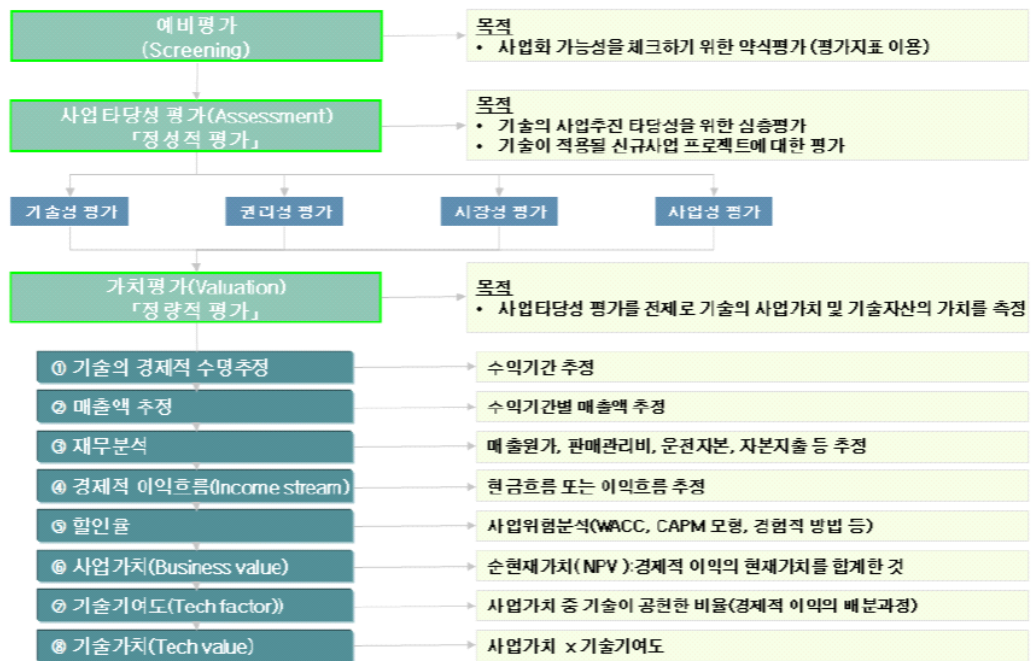 예비평가
(Screening)
목적
• 사업화 가능성을 체크하기 위한 약식평가 (평가지표 이용)
사업타당성 평가(Assessment)
「정성적 평가」
목적
• 기술의 사업추진 타당성을 위한 심층평가
• 기술이 적용될 신규사업 프로젝트에 대한 평가
기술성 평가
권리성 평가
시장성 평가
사업성 평가
가치평가(Valuation)
「정량적 평가」
목적
• 사업타당성 평가를 전제로 기술의 사업가치 및 기술자산의 가치를 측정
① 기술의 경제적 수명추정
수익기간 추정
② 매출액 추정
수익기간별 매출액 추정
③ 재무분석
매출원가, 판매관리비, 운전자본, 자본지출 등 추정
④ 경제적 이익흐름(Income stream)
현금흐름 또는 이익흐름 추정
⑤ 할인율
사업위험분석(WACC, CAPM 모형, 경험적 방법 등)
⑥ 사업가치(Business value)
순현재가치( NPV ):경제적 이익의 현재가치를 합계한 것
⑦ 기술기여도(Tech factor))
사업가치 중 기술이 공헌한 비율(경제적 이익의 배분과정)
⑧ 기술가치(Tech value)
사업가치 x 기술기여도